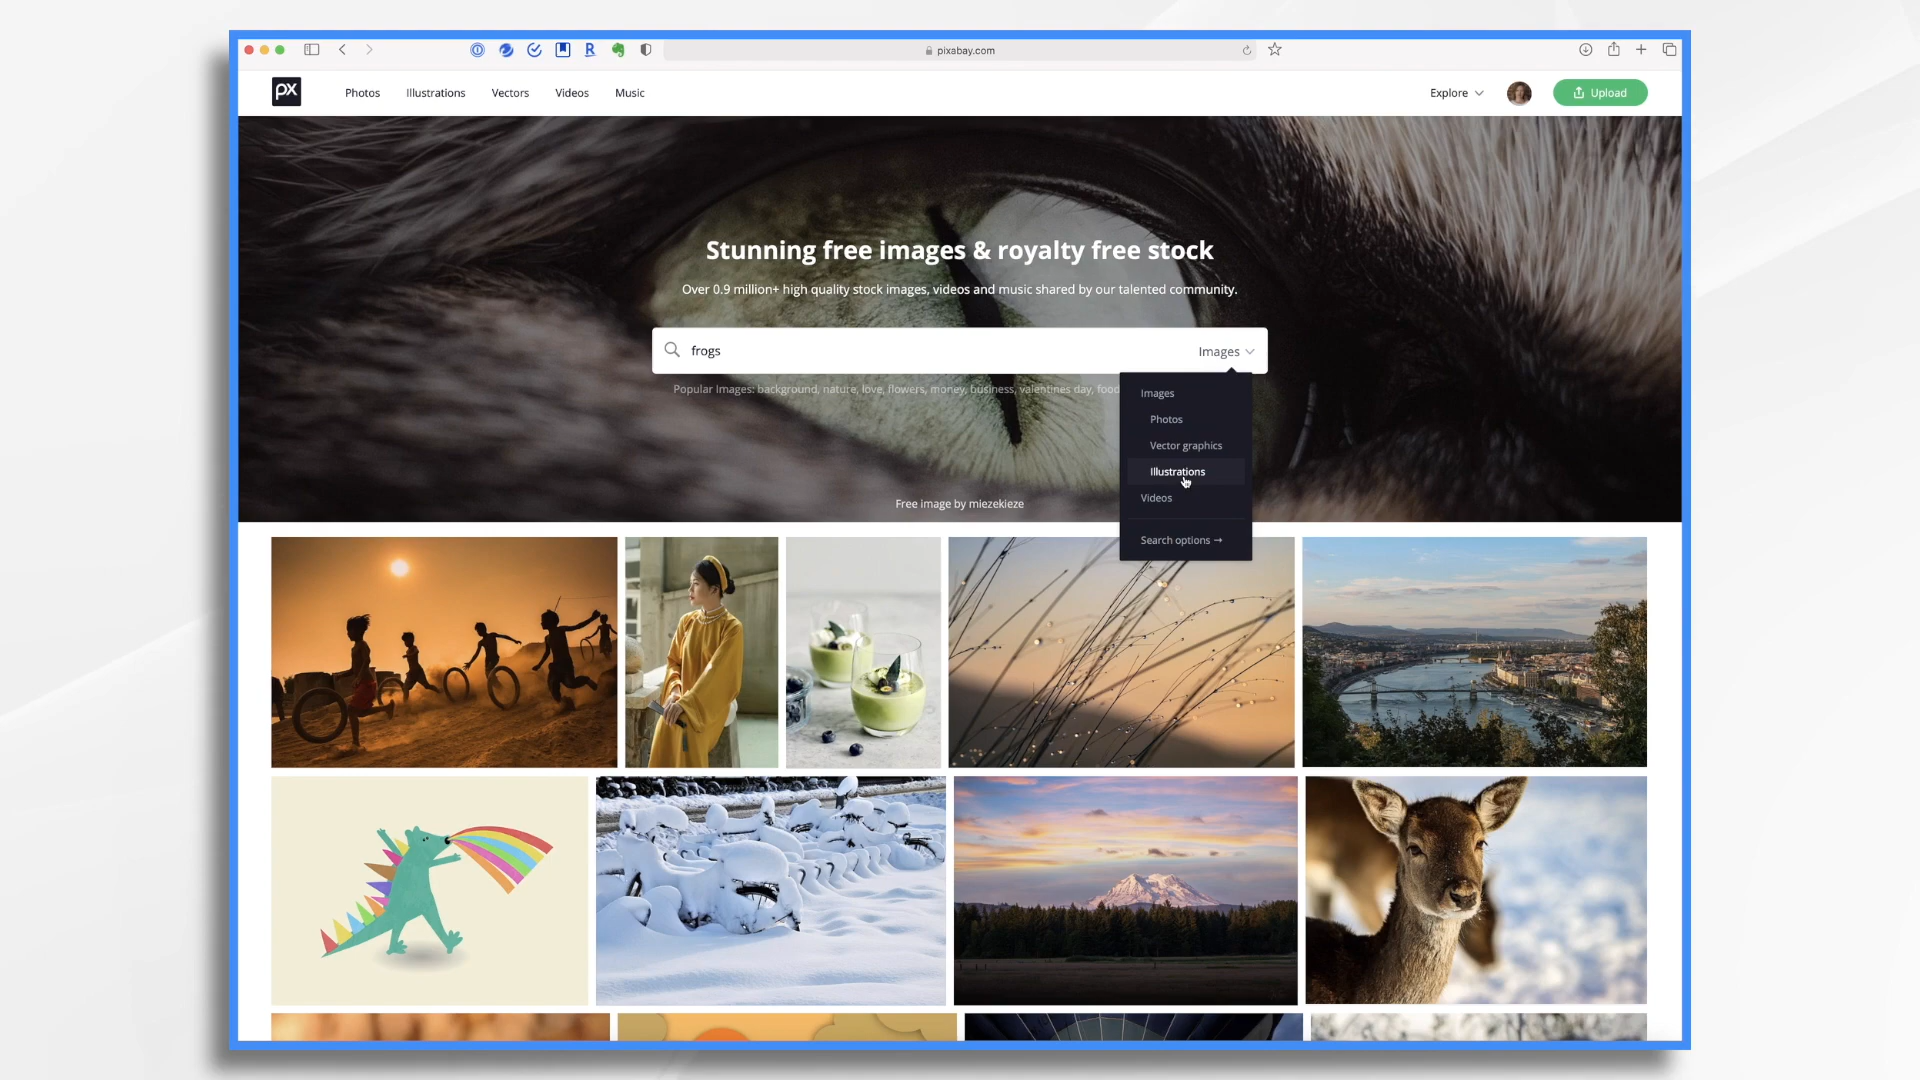 pixabay.com
px
Photos
Illustrations
Vectors
Videos
Music
Explore
Upload
Stunning free images & royalty free stock
Over 0.9 million+ high quality stock images, videos and music shared by our talented community.
frogs
Images
Popular Images: background, nature, love, flowers, money, business, valentines day, food
Images
Photos
Vector graphics
Illustrations
Videos
Search options →
Free image by miezekieze